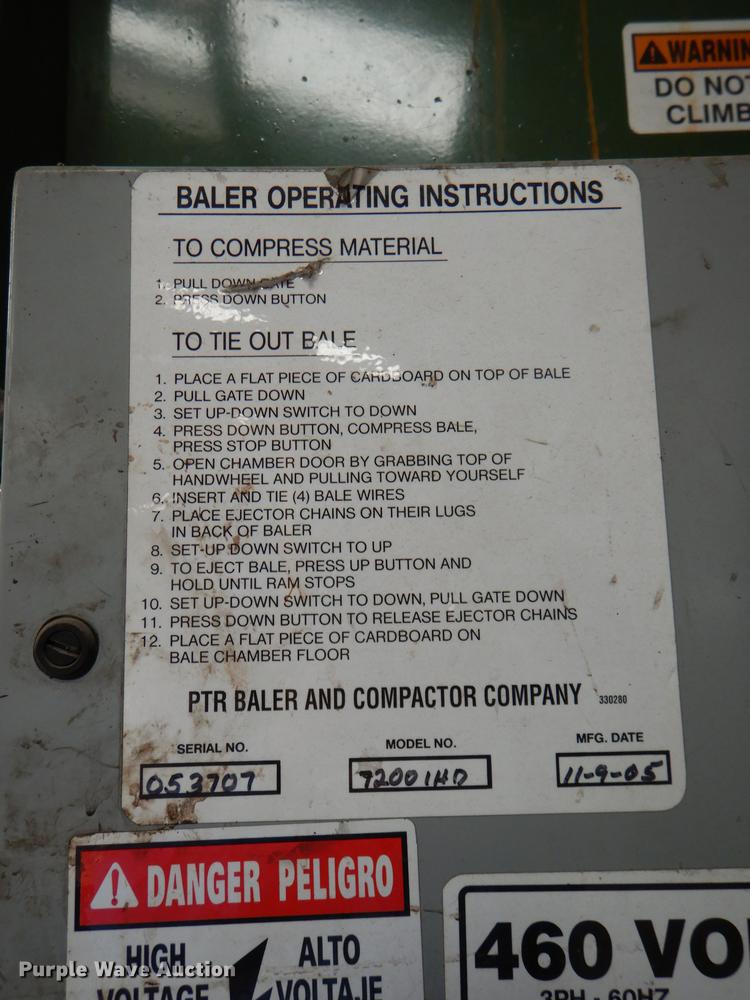 WARNIN
DO NOT
CLIMB
BALER OPERATING INSTRUCTIONS
TO COMPRESS MATERIAL
1. PULL DOWN GATE
2. PRESS DOWN BUTTON
TO TIE OUT BALE
1. PLACE A FLAT PIECE OF CARDBOARD ON TOP OF BALE
2. PULL GATE DOWN
3. SET UP-DOWN SWITCH TO DOWN
4. PRESS DOWN BUTTON, COMPRESS BALE,
PRESS STOP BUTTON
5. OPEN CHAMBER DOOR BY GRABBING TOP OF
HANDWHEEL AND PULLING TOWARD YOURSELF
6. INSERT AND TIE (4) BALE WIRES
7. PLACE EJECTOR CHAINS ON THEIR LUGS
IN BACK OF BALER
8. SET-UP DOWN SWITCH TO UP
9. TO EJECT BALE, PRESS UP BUTTON AND
HOLD UNTIL RAM STOPS
10. SET UP-DOWN SWITCH TO DOWN, PULL GATE DOWN
11. PRESS DOWN BUTTON TO RELEASE EJECTOR CHAINS
12. PLACE A FLAT PIECE OF CARDBOARD ON
BALE CHAMBER FLOOR
PTR BALER AND COMPACTOR COMPANY 330280
SERIAL NO. MODEL NO. MFG. DATE
053707 72001HD 11-9-05
DANGER PELIGRO
HIGH ALTO
VOLTAGE VOLTAJE
460 VO
3PH - 60HZ
Purple Wave Auction